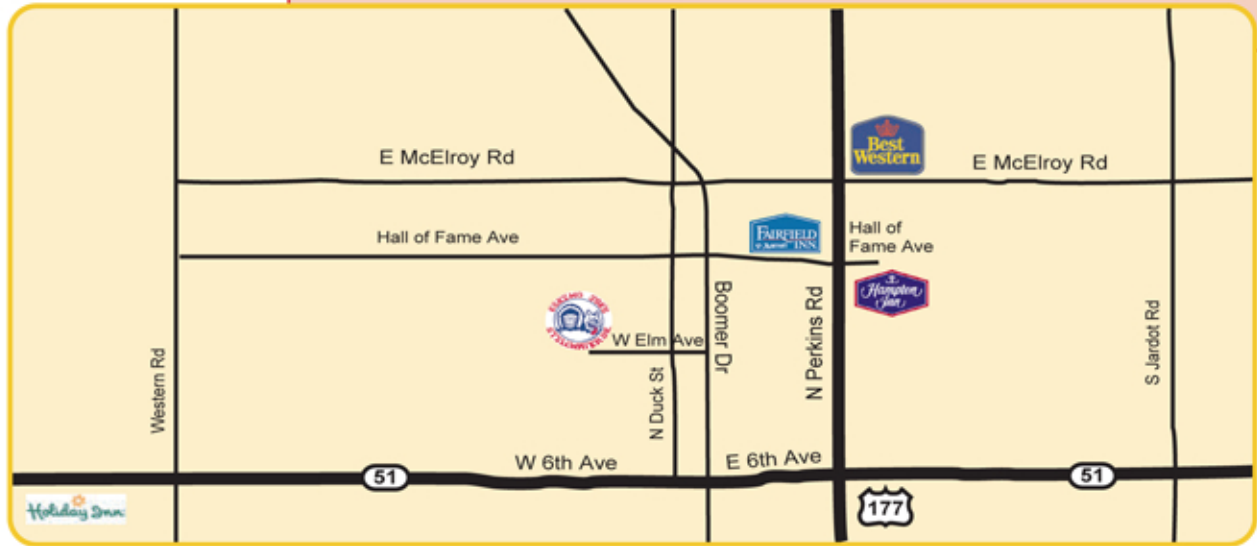 Best
Western
E McElroy Rd
E McElroy Rd
FAIRFIELD
INN
Hall of
Fame Ave
Hall of Fame Ave
Hampton
Inn
ESKIMO JOE'S
W Elm Ave
Boomer Dr
N Perkins Rd
S Jardot Rd
Western Rd
N Duck St
W 6th Ave
E 6th Ave
51
51
Holiday Inn
177